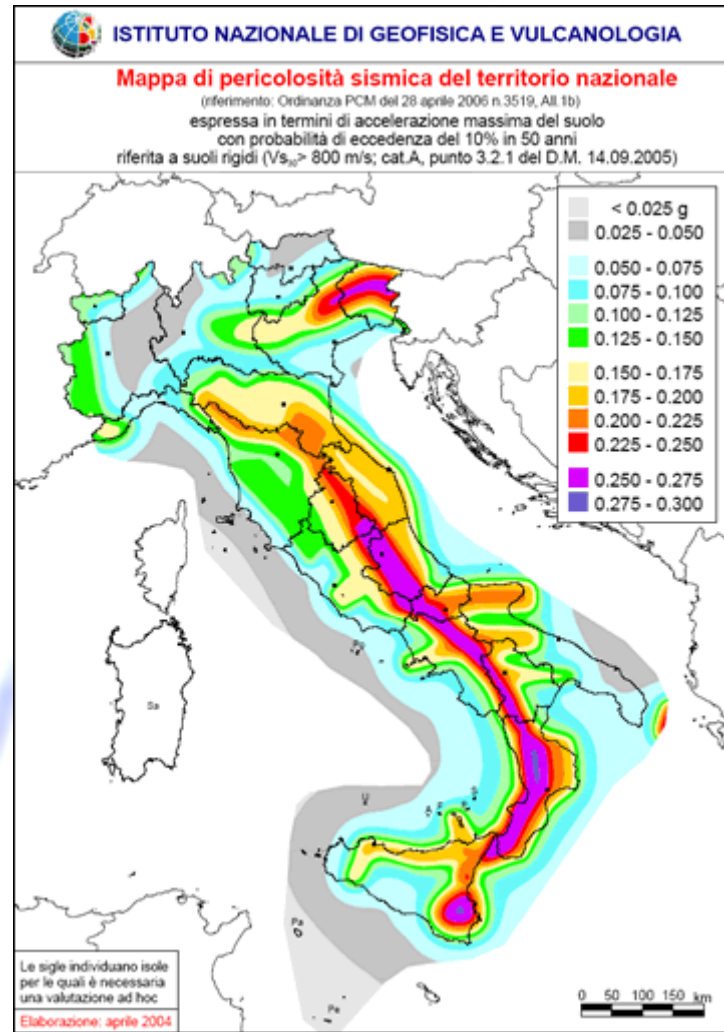 ISTITUTO NAZIONALE DI GEOFISICA E VULCANOLOGIA
Mappa di pericolosità sismica del territorio nazionale
(riferimento: Ordinanza PCM del 28 aprile 2006 n.3519, All.1b)
espressa in termini di accelerazione massima del suolo
con probabilità di eccedenza del 10% in 50 anni
riferita a suoli rigidi (Vs₃₀> 800 m/s; cat.A, punto 3.2.1 del D.M. 14.09.2005)
< 0.025 g
0.025 - 0.050
0.050 - 0.075
0.075 - 0.100
0.100 - 0.125
0.125 - 0.150
0.150 - 0.175
0.175 - 0.200
0.200 - 0.225
0.225 - 0.250
0.250 - 0.275
0.275 - 0.300
Sa
U
A
Pa
Pe
Le sigle individuano isole
per le quali è necessaria
una valutazione ad hoc
Elaborazione: aprile 2004
0 50 100 150 km